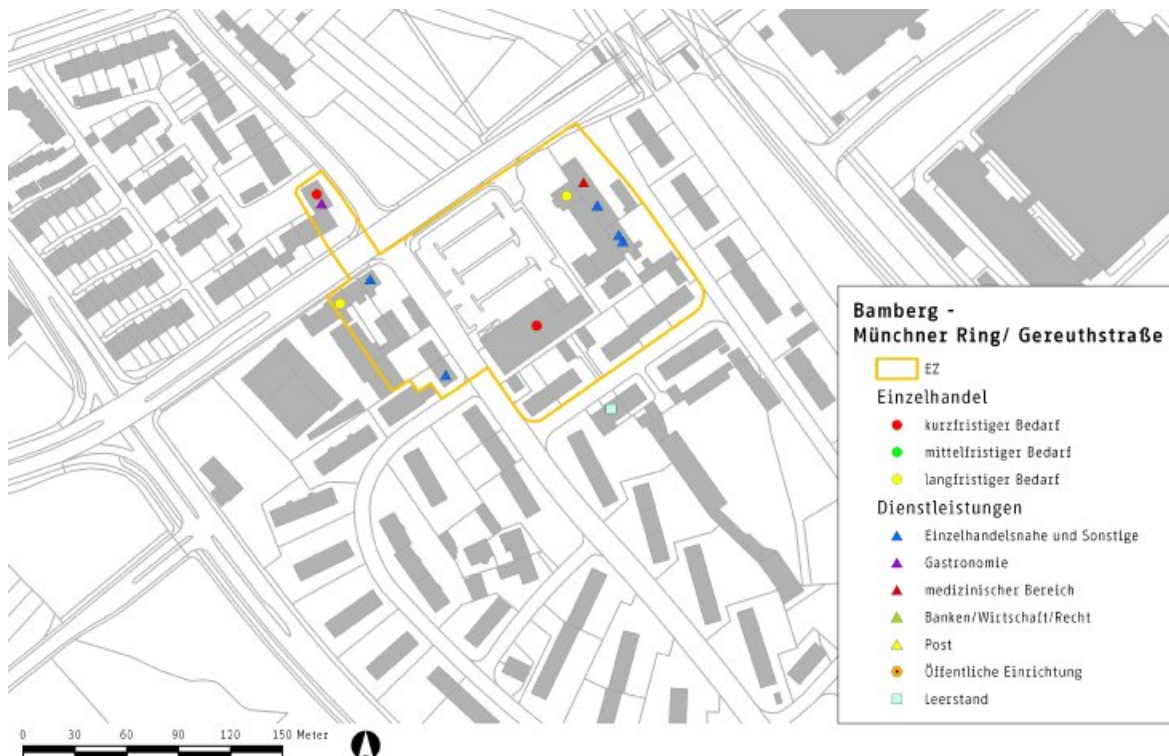 Bamberg -
Münchner Ring/ Gereuthstraße
EZ
Einzelhandel
kurzfristiger Bedarf
mittelfristiger Bedarf
langfristiger Bedarf
Dienstleistungen
Einzelhandelsnahe und Sonstige
Gastronomie
medizinischer Bereich
Banken/Wirtschaft/Recht
Post
Öffentliche Einrichtung
Leerstand
0 30 60 90 120 150 Meter